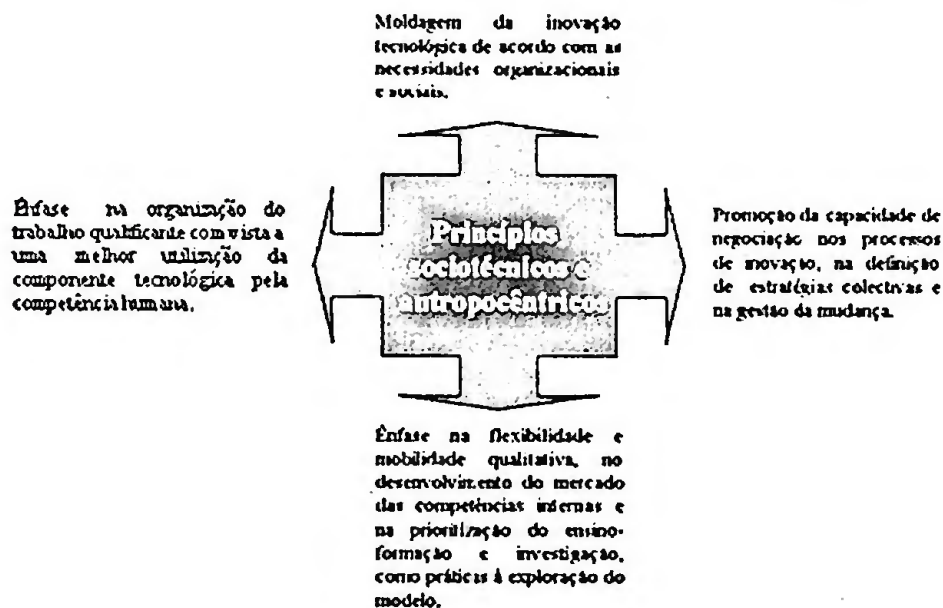 Moldagem da inovação
tecnológica de acordo com as
necessidades organizacionais
e sociais.
Ênfase na organização do
trabalho qualificante com vista a
uma melhor utilização da
componente tecnológica pela
competência humana.
Princípios
sociotécnicos e
antropocêntricos
Promoção da capacidade de
negociação nos processos
de inovação, na definição
de estratégias colectivas e
na gestão da mudança.
Ênfase na flexibilidade e
mobilidade qualitativa, no
desenvolvimento do mercado
das competências internas e
na prioritização do ensino-
formação e investigação,
como práticas à exploração do
modelo.